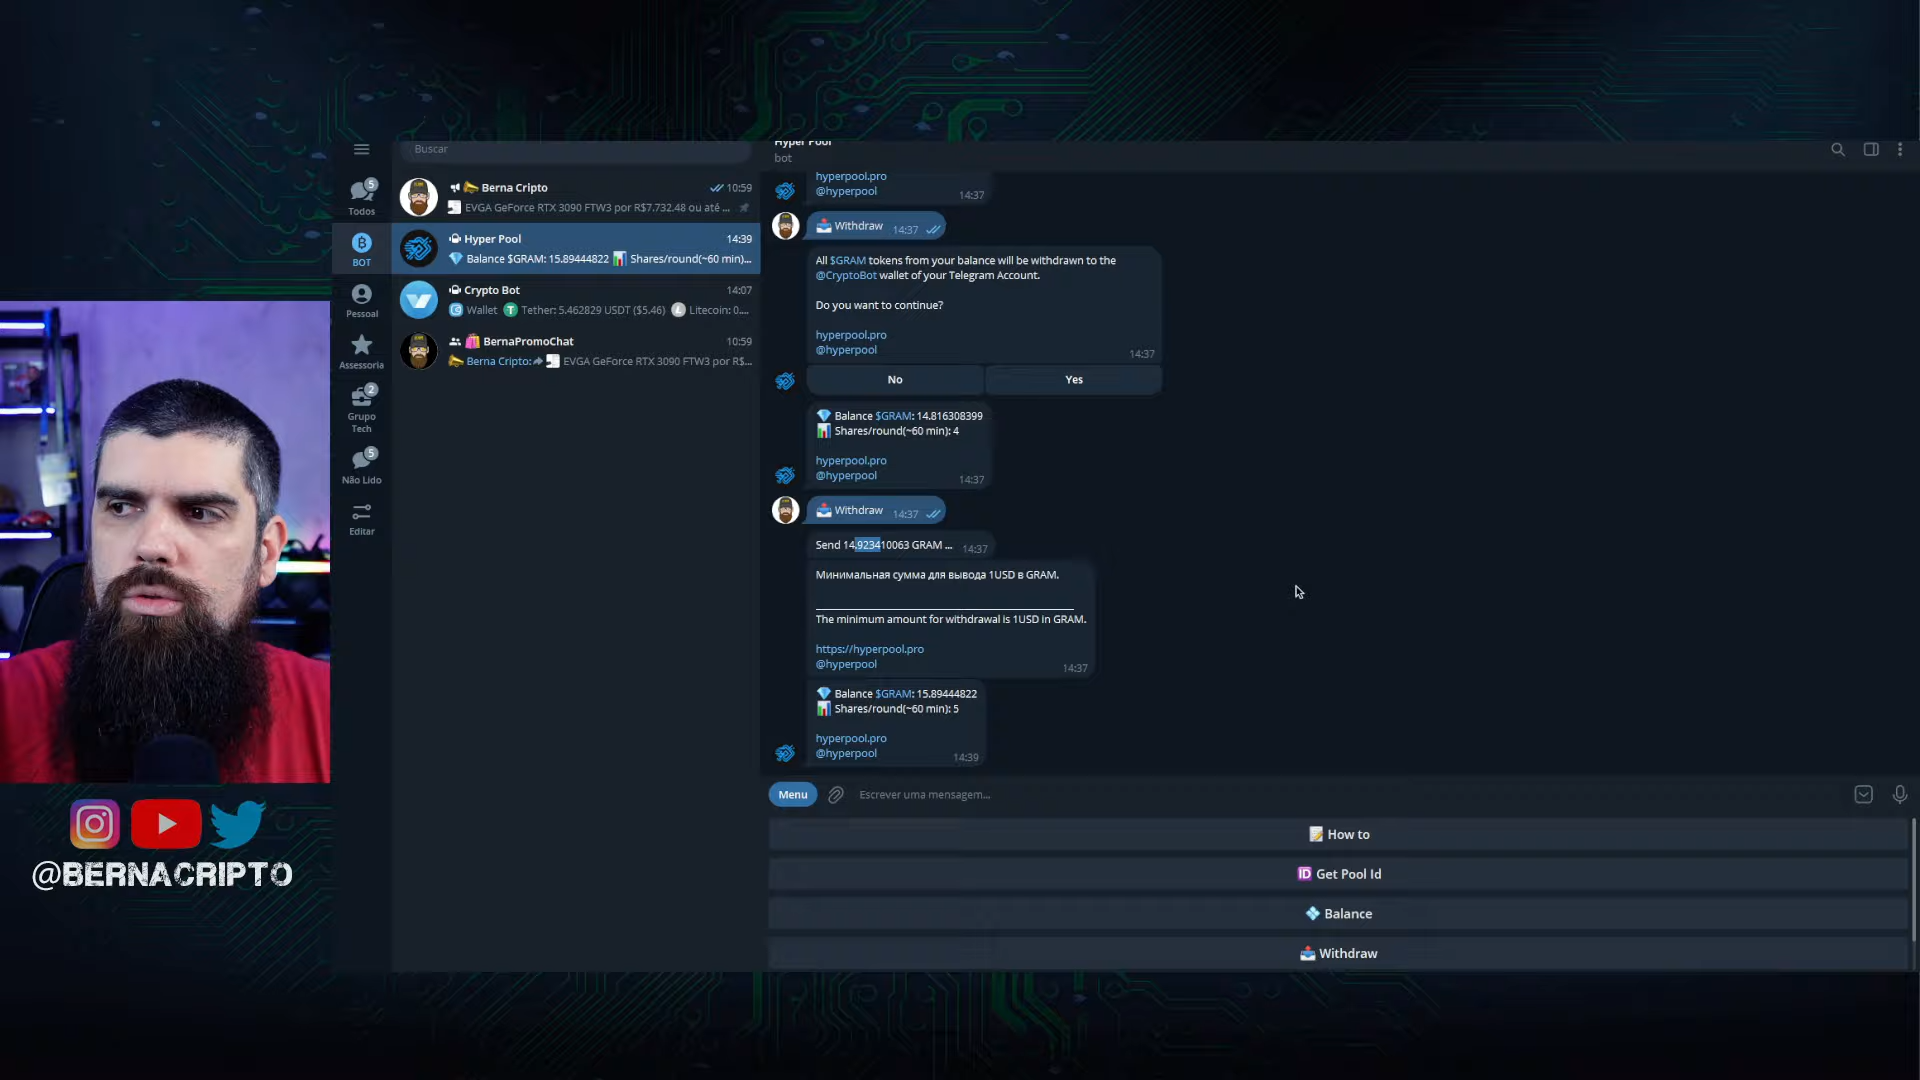 Buscar
5
Todos
BOT
Pessoal
Assessoria
2
Grupo
Tech
5
Não Lido
Editar
Berna Cripto
10:59
EVGA GeForce RTX 3090 FTW3 por R$7.732.48 ou até ...
Hyper Pool
14:39
Balance $GRAM: 15.89444822 Shares/round(~60 min)...
Crypto Bot
14:07
Wallet Tether: 5.462829 USDT ($5.46) Litecoin: 0....
BernaPromoChat
10:59
Berna Cripto: EVGA GeForce RTX 3090 FTW3 por R$...
Hyper Pool
bot
hyperpool.pro
@hyperpool
14:37
Withdraw 14:37
All $GRAM tokens from your balance will be withdrawn to the
@CryptoBot wallet of your Telegram Account.
Do you want to continue?
hyperpool.pro
@hyperpool
14:37
No
Yes
Balance $GRAM: 14.816308399
Shares/round(~60 min): 4
hyperpool.pro
@hyperpool
14:37
Withdraw 14:37
Send 14.923410063 GRAM ... 14:37
Минимальная сумма для вывода 1USD в GRAM.
The minimum amount for withdrawal is 1USD in GRAM.
https://hyperpool.pro
@hyperpool
14:37
Balance $GRAM: 15.89444822
Shares/round(~60 min): 5
hyperpool.pro
@hyperpool
14:39
Menu
Escrever uma mensagem...
How to
ID Get Pool Id
Balance
Withdraw
@BERNACRIPTO